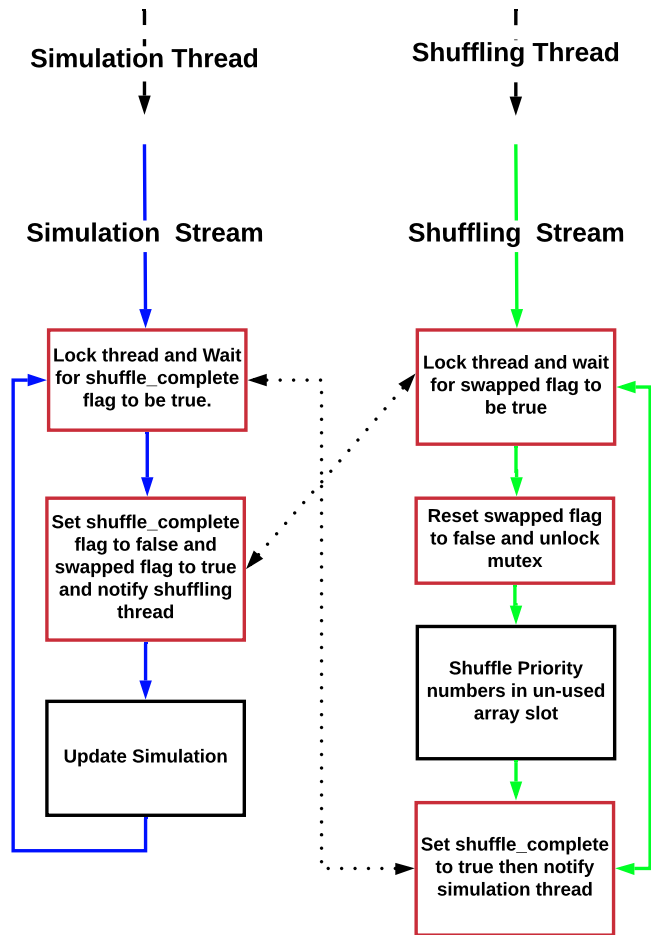 Simulation Thread
Shuffling Thread
Simulation Stream
Shuffling Stream
Lock thread and Wait
for shuffle_complete
flag to be true.
Set shuffle_complete
flag to false and
swapped flag to true
and notify shuffling
thread
Update Simulation
Lock thread and wait
for swapped flag to
be true
Reset swapped flag
to false and unlock
mutex
Shuffle Priority
numbers in un-used
array slot
Set shuffle_complete
to true then notify
simulation thread